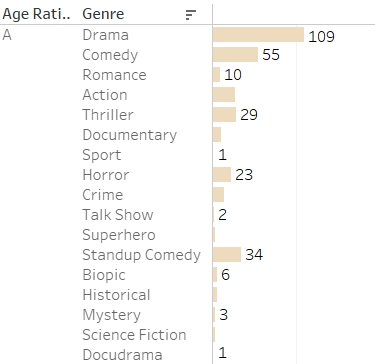 Age Rati.. Genre
A Drama 109
Comedy 55
Romance 10
Action
Thriller 29
Documentary
Sport 1
Horror 23
Crime
Talk Show 2
Superhero
Standup Comedy 34
Biopic 6
Historical
Mystery 3
Science Fiction
Docudrama 1